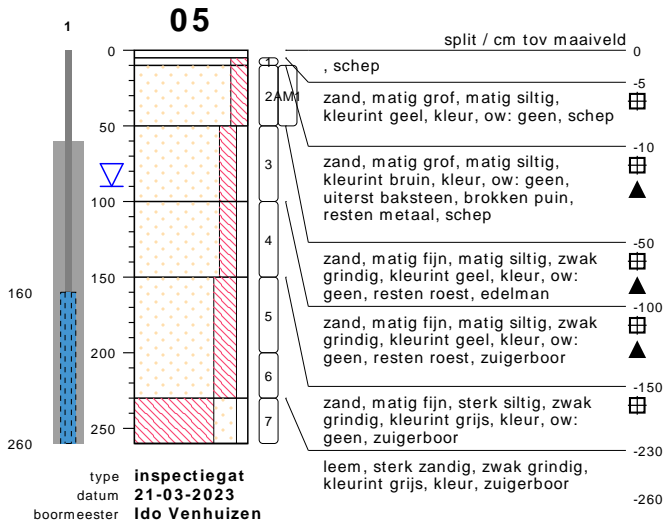 05
1
split / cm tov maaiveld
0
50
100
150
200
250
160
260
1
2
AM1
3
4
5
6
7
0
, schep
-5
zand, matig grof, matig siltig,
kleurint geel, kleur, ow: geen, schep
-10
zand, matig grof, matig siltig,
kleurint bruin, kleur, ow: geen,
uiterst baksteen, brokken puin,
resten metaal, schep
-50
zand, matig fijn, matig siltig, zwak
grindig, kleurint geel, kleur, ow:
geen, resten roest, edelman
-100
zand, matig fijn, matig siltig, zwak
grindig, kleurint geel, kleur, ow:
geen, resten roest, zuigerboor
-150
zand, matig fijn, sterk siltig, zwak
grindig, kleurint grijs, kleur, ow:
geen, zuigerboor
-230
leem, sterk zandig, zwak grindig,
kleurint grijs, kleur, zuigerboor
-260
type inspectiegat
datum 21-03-2023
boormeester Ido Venhuizen